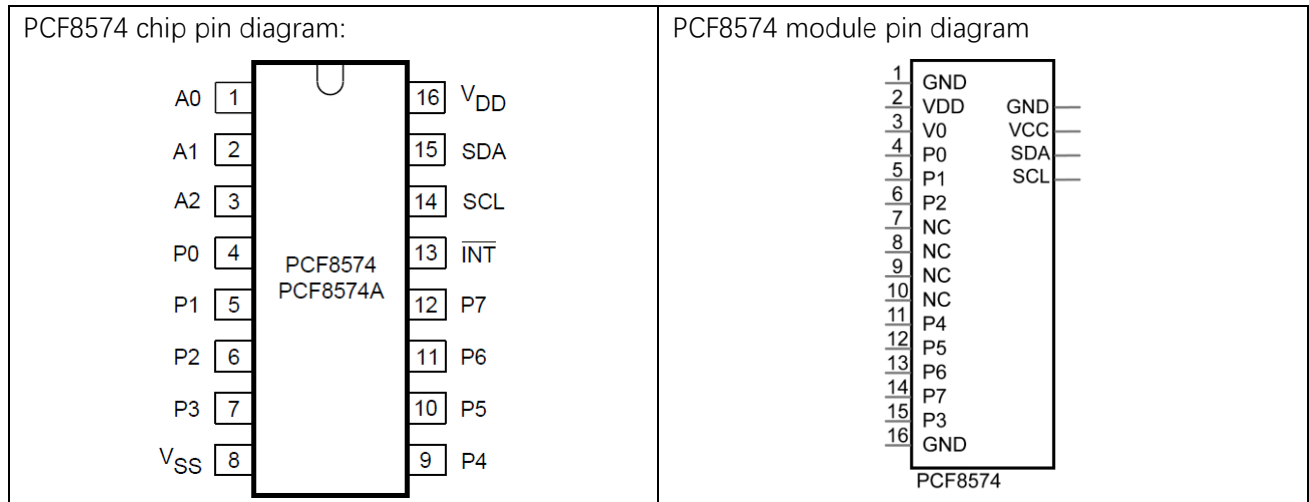 PCF8574 chip pin diagram:
A0 1 16 VDD
A1 2 15 SDA
A2 3 14 SCL
P0 4 13 INT
PCF8574
PCF8574A
P1 5 12 P7
P2 6 11 P6
P3 7 10 P5
VSS 8 9 P4
PCF8574 module pin diagram
1 GND
2 VDD GND
3 V0 VCC
4 P0 SDA
5 P1 SCL
6 P2
7 NC
8 NC
9 NC
10 NC
11 P4
12 P5
13 P6
14 P7
15 P3
16 GND
PCF8574